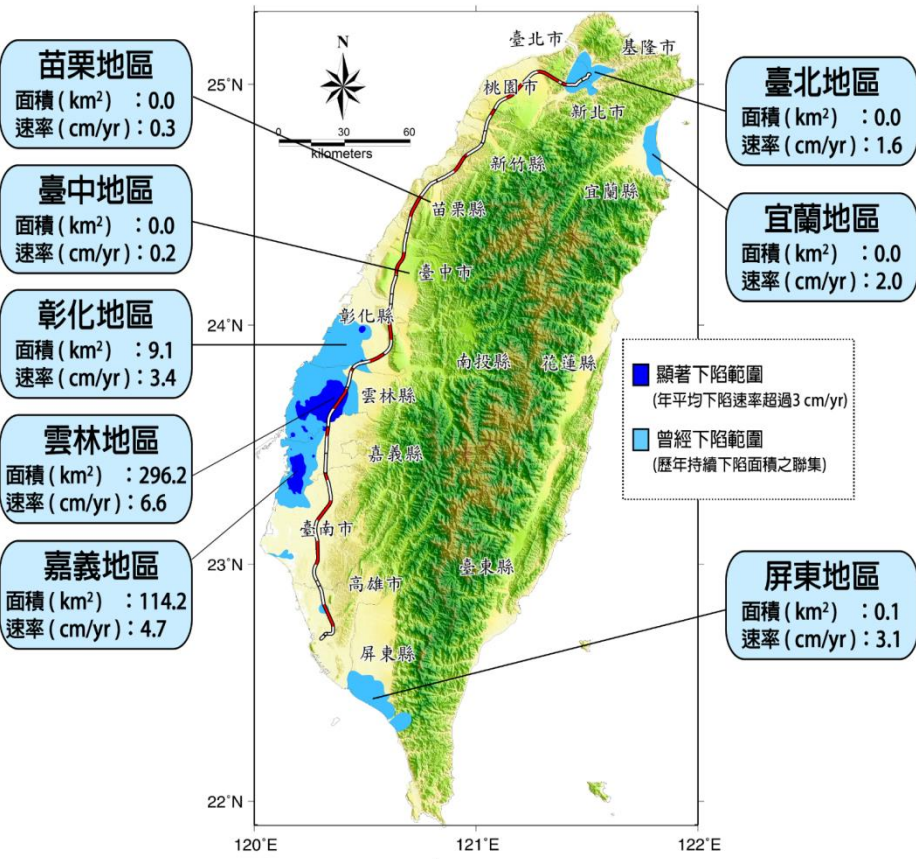 苗栗地區
面積 ( km² ) ：0.0
速率 ( cm/yr )：0.3
臺中地區
面積 ( km² ) ：0.0
速率 ( cm/yr )：0.2
彰化地區
面積 ( km² ) ：9.1
速率 ( cm/yr )：3.4
雲林地區
面積 ( km² ) ：296.2
速率 ( cm/yr )：6.6
嘉義地區
面積 ( km² ) ：114.2
速率 ( cm/yr )：4.7
臺北地區
面積 ( km² ) ：0.0
速率 ( cm/yr )：1.6
宜蘭地區
面積 ( km² ) ：0.0
速率 ( cm/yr )：2.0
屏東地區
面積 ( km² ) ：0.1
速率 ( cm/yr )：3.1
顯著下陷範圍
(年平均下陷速率超過3 cm/yr)
曾經下陷範圍
(歷年持續下陷面積之聯集)
N
0 30 60
kilometers
臺北市
基隆市
桃園市
新北市
新竹縣
宜蘭縣
苗栗縣
臺中市
彰化縣
南投縣
花蓮縣
雲林縣
嘉義縣
臺南市
高雄市
臺東縣
屏東縣
25°N
24°N
23°N
22°N
120°E
121°E
122°E